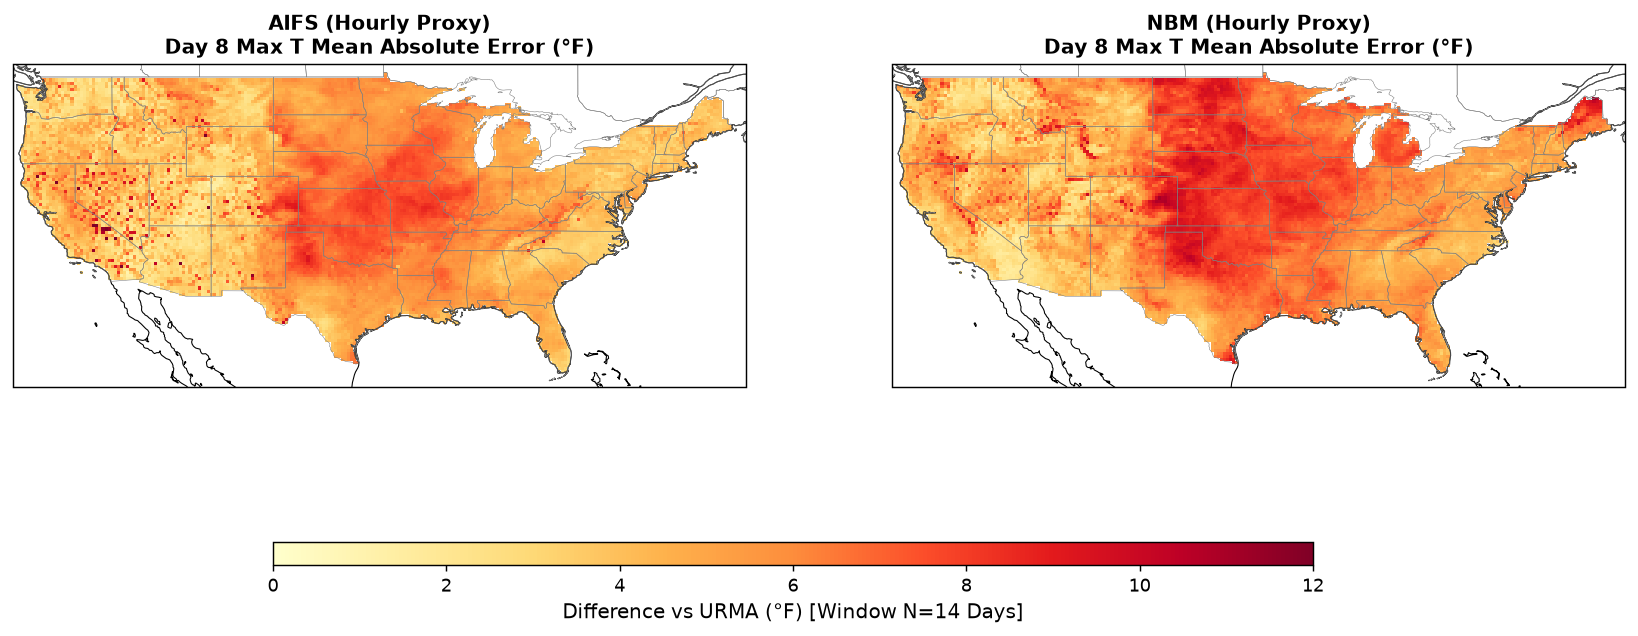 AIFS (Hourly Proxy)
Day 8 Max T Mean Absolute Error (°F)
NBM (Hourly Proxy)
Day 8 Max T Mean Absolute Error (°F)
0 2 4 6 8 10 12
Difference vs URMA (°F) [Window N=14 Days]